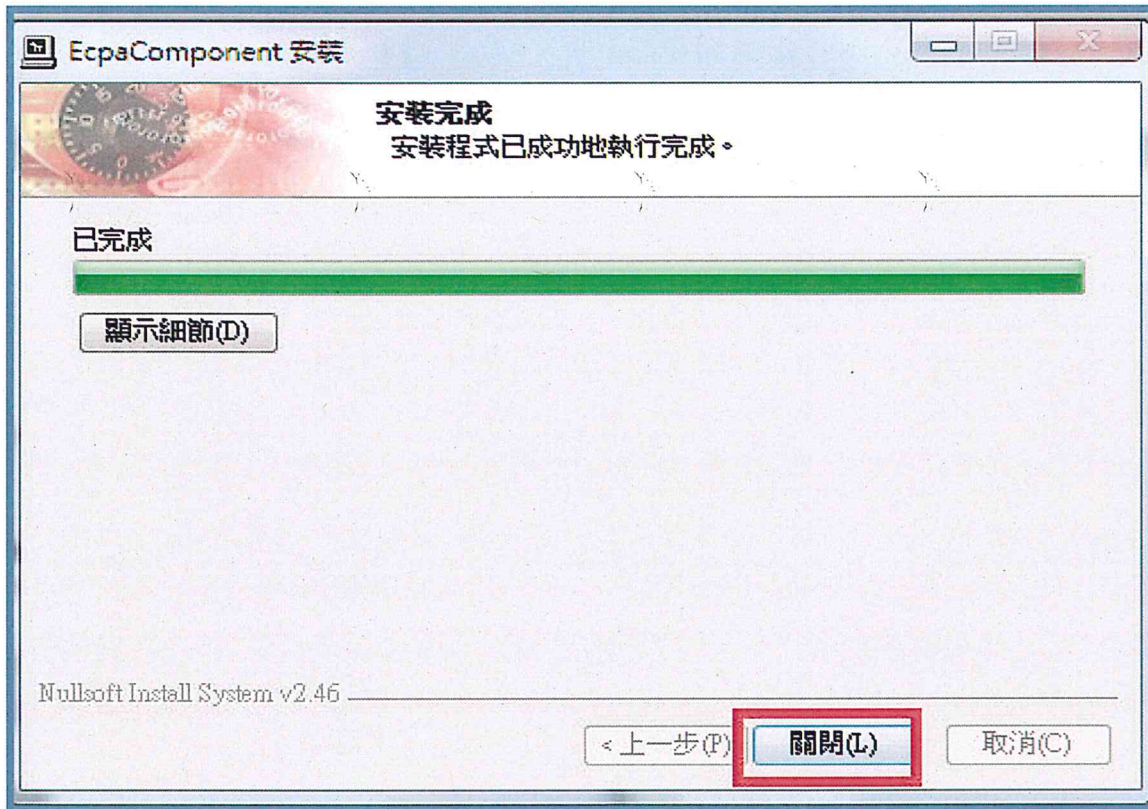 EcpaComponent 安裝
安裝完成
安裝程式已成功地執行完成。
已完成
顯示細節(D)
Nullsoft Install System v2.46
< 上一步(P)
關閉(L)
取消(C)